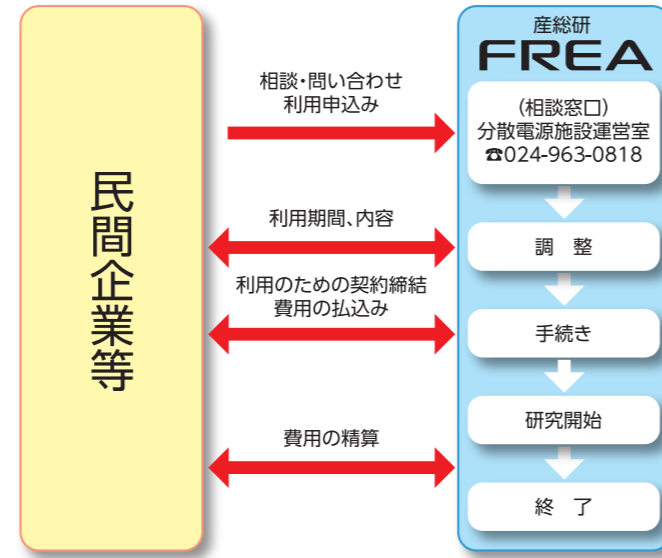 民間企業等
相談・問い合わせ
利用申込み
利用期間、内容
利用のための契約締結
費用の払込み
費用の精算
産総研
FREA
(相談窓口)
分散電源施設運営室
☎024-963-0818
調 整
手続き
研究開始
終 了